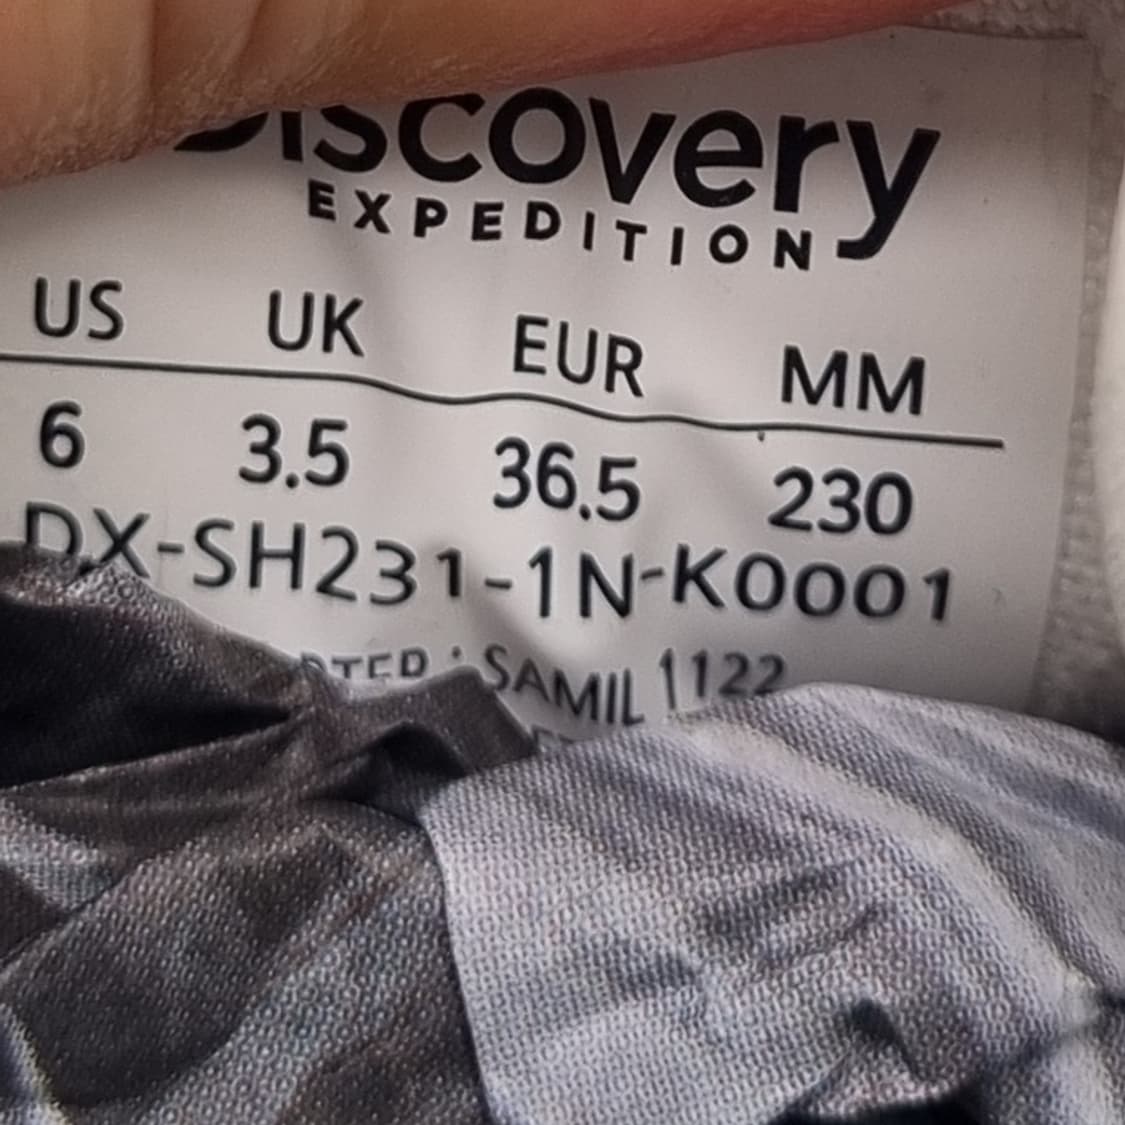 Discovery
EXPEDITION
US UK EUR MM
6 3.5 36.5 230
DX-SH231-1N-K0001
: SAMIL 1122